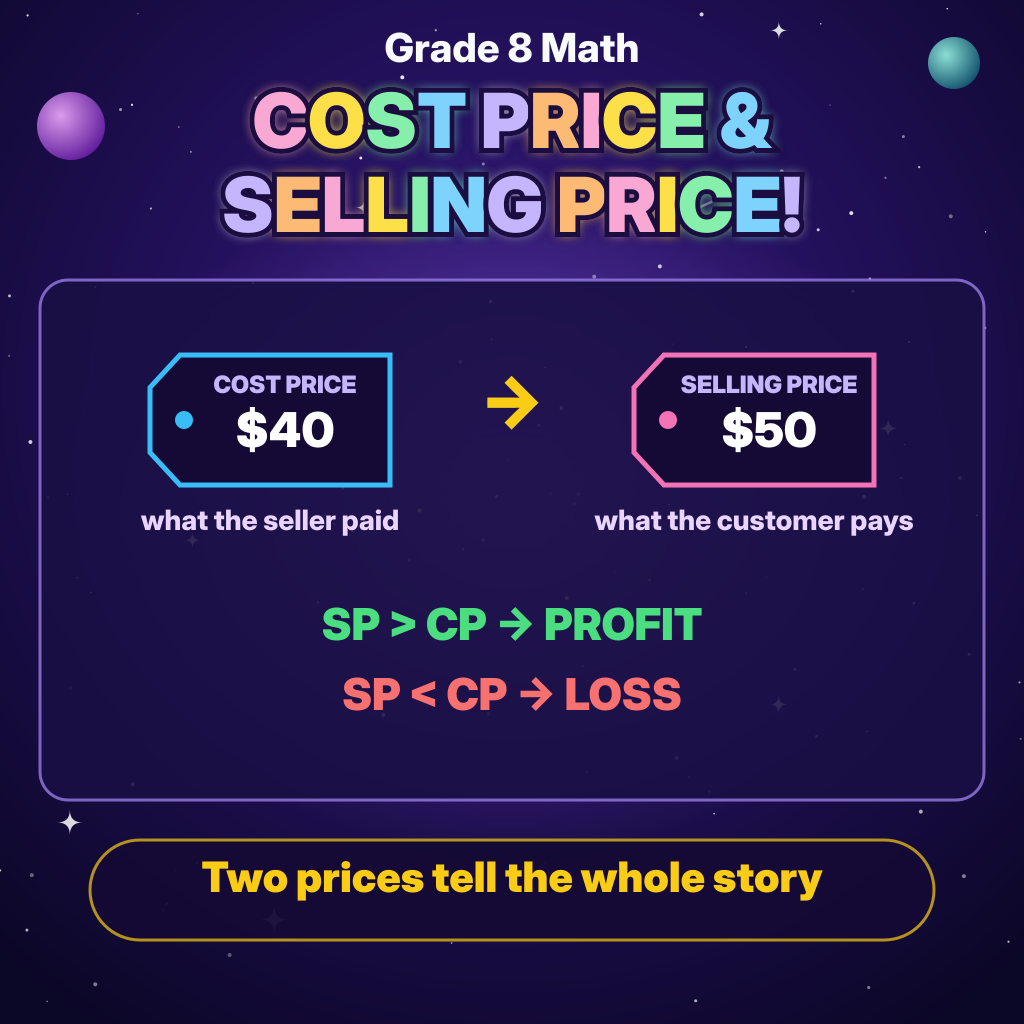 Grade 8 Math
COST PRICE &
SELLING PRICE!
COST PRICE
$40
→
SELLING PRICE
$50
what the seller paid
what the customer pays
SP > CP → PROFIT
SP < CP → LOSS
Two prices tell the whole story